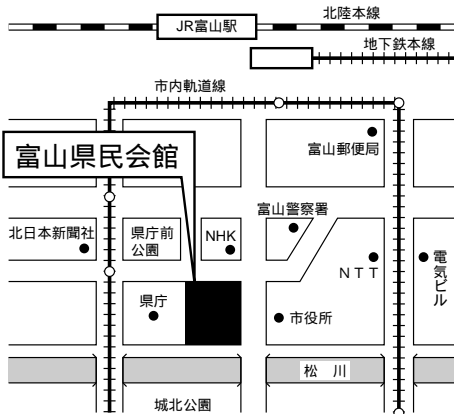 北陸本線
JR富山駅
地下鉄本線
市内軌道線
富山県民会館
富山郵便局
富山警察署
北日本新聞社
県庁前
公園
NHK
NTT
電気ビル
県庁
市役所
松 川
城北公園